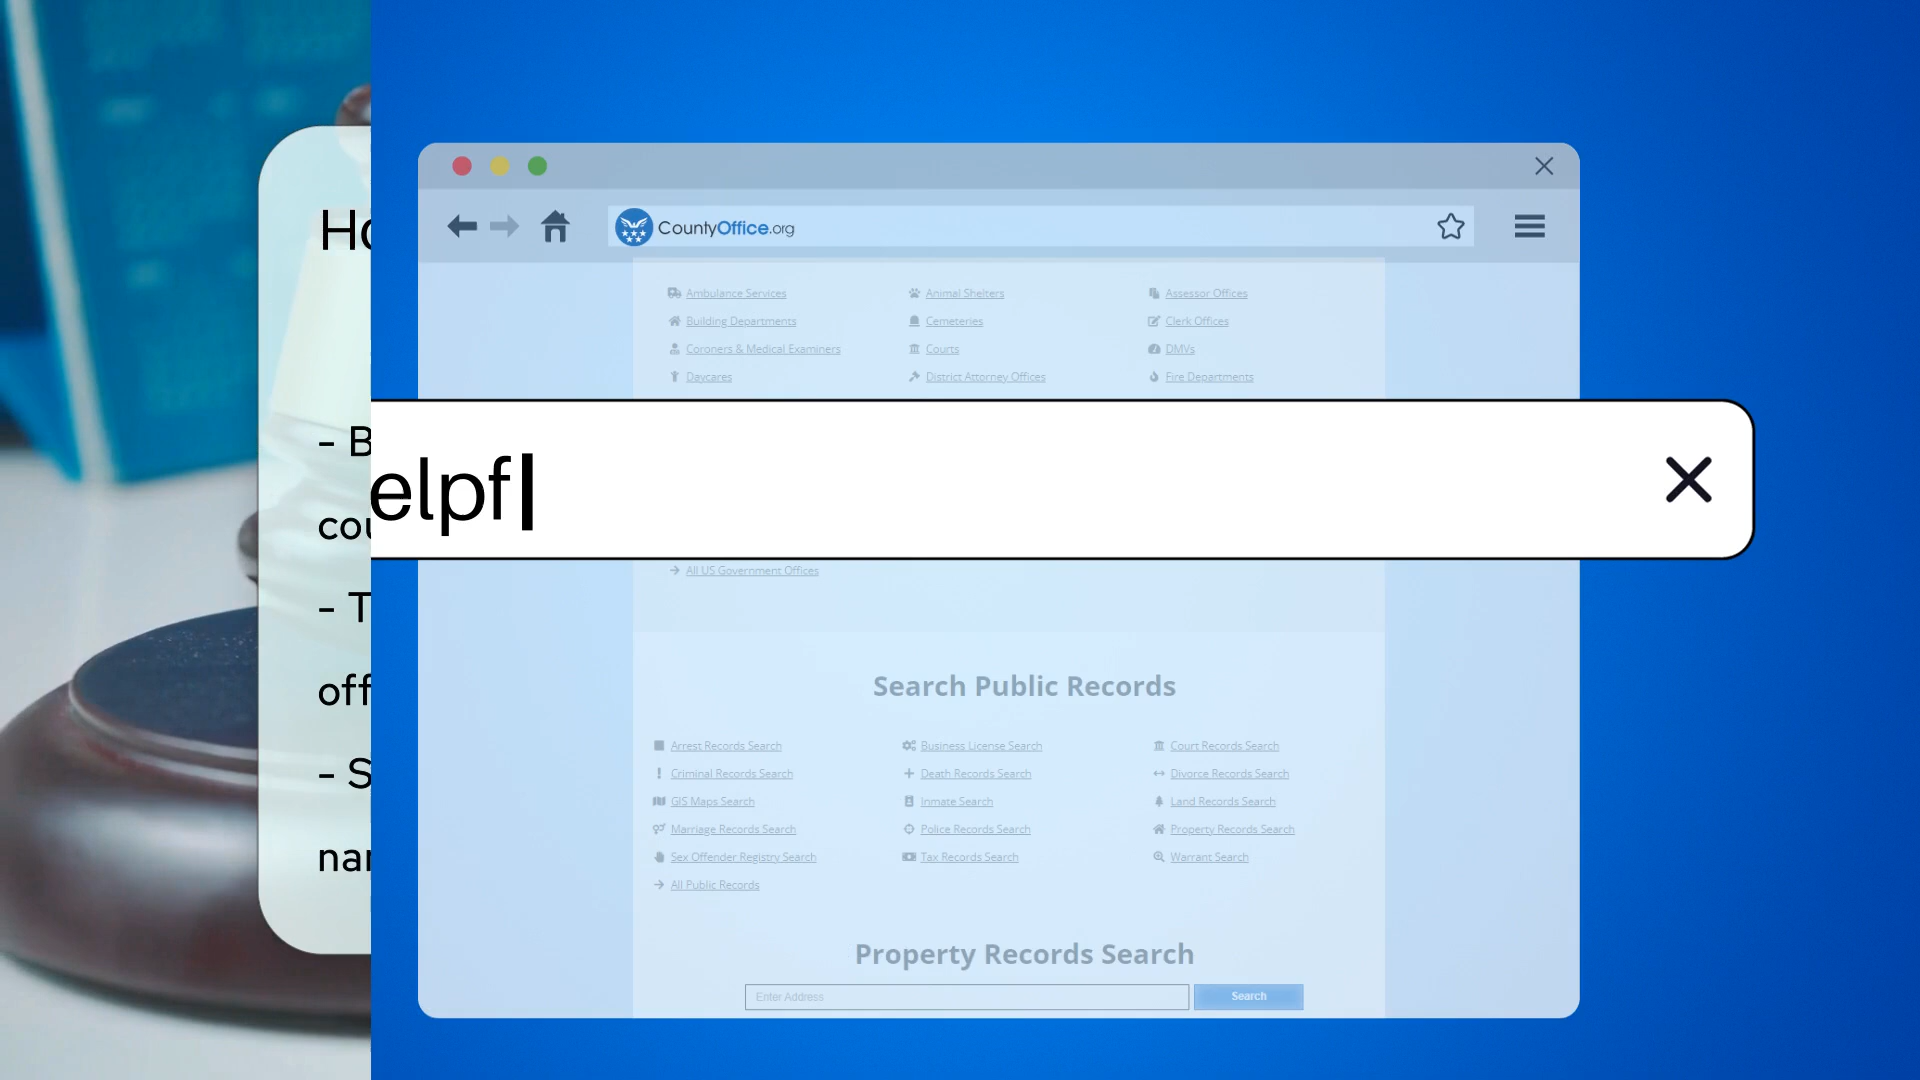 Ho
- B
cou
- T
off
- S
nar
CountyOffice.org
Ambulance Services
Animal Shelters
Assessor Offices
Building Departments
Cemeteries
Clerk Offices
Coroners & Medical Examiners
Courts
DMVs
Daycares
District Attorney Offices
Fire Departments
elpf
All US Government Offices
Search Public Records
Arrest Records Search
Business License Search
Court Records Search
Criminal Records Search
Death Records Search
Divorce Records Search
GIS Maps Search
Inmate Search
Land Records Search
Marriage Records Search
Police Records Search
Property Records Search
Sex Offender Registry Search
Tax Records Search
Warrant Search
All Public Records
Property Records Search
Enter Address
Search